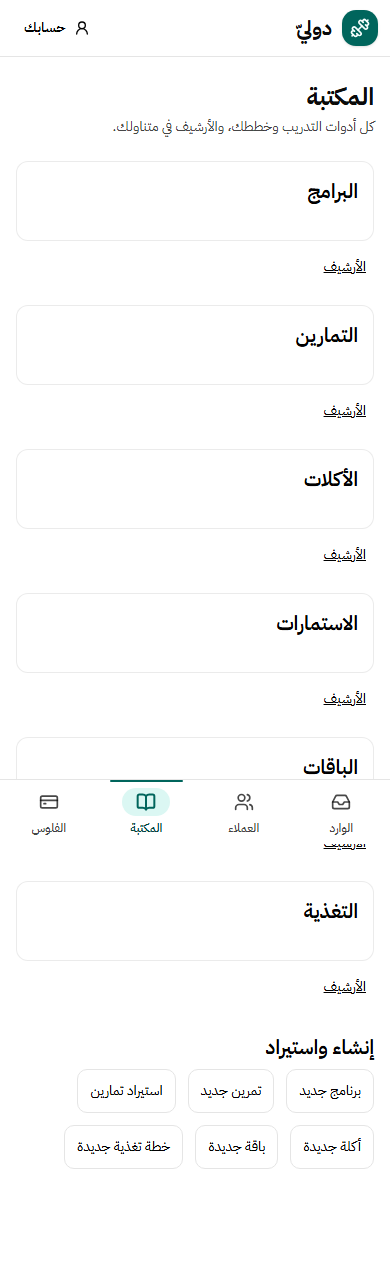 دوليّ
حسابك
المكتبة
كل أدوات التدريب وخططك، والأرشيف في متناولك.
البرامج
الأرشيف
التمارين
الأرشيف
الأكلات
الأرشيف
الاستمارات
الأرشيف
الباقات
الوارد
العملاء
المكتبة
الفلوس
الأرشيف
التغذية
الأرشيف
إنشاء واستيراد
برنامج جديد
تمرين جديد
استيراد تمارين
أكلة جديدة
باقة جديدة
خطة تغذية جديدة